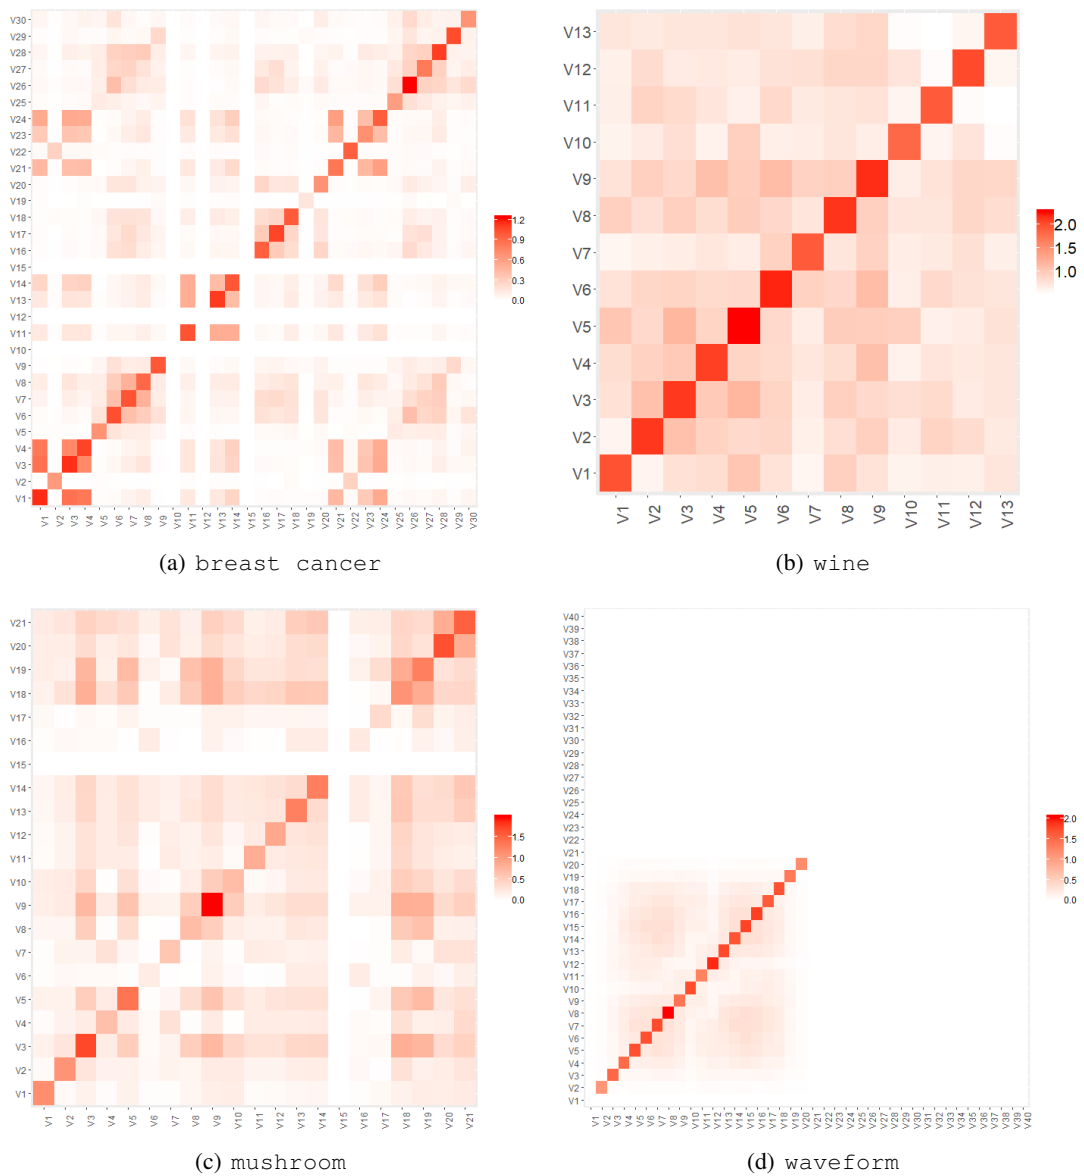 V30
V29
V28
V27
V26
V25
V24
V23
V22
V21
V20
V19
V18
V17
V16
V15
V14
V13
V12
V11
V10
V9
V8
V7
V6
V5
V4
V3
V2
V1
V1 V2 V3 V4 V5 V6 V7 V8 V9 V10 V11 V12 V13 V14 V15 V16 V17 V18 V19 V20 V21 V22 V23 V24 V25 V26 V27 V28 V29 V30
1.2
0.9
0.6
0.3
0.0
(a) breast cancer
V13
V12
V11
V10
V9
V8
V7
V6
V5
V4
V3
V2
V1
V1 V2 V3 V4 V5 V6 V7 V8 V9 V10 V11 V12 V13
2.0
1.5
1.0
(b) wine
V21
V20
V19
V18
V17
V16
V15
V14
V13
V12
V11
V10
V9
V8
V7
V6
V5
V4
V3
V2
V1
V1 V2 V3 V4 V5 V6 V7 V8 V9 V10 V11 V12 V13 V14 V15 V16 V17 V18 V19 V20 V21
1.5
1.0
0.5
0.0
(c) mushroom
V40
V39
V38
V37
V36
V35
V34
V33
V32
V31
V30
V29
V28
V27
V26
V25
V24
V23
V22
V21
V20
V19
V18
V17
V16
V15
V14
V13
V12
V11
V10
V9
V8
V7
V6
V5
V4
V3
V2
V1
V1 V2 V3 V4 V5 V6 V7 V8 V9 V10 V11 V12 V13 V14 V15 V16 V17 V18 V19 V20 V21 V22 V23 V24 V25 V26 V27 V28 V29 V30 V31 V32 V33 V34 V35 V36 V37 V38 V39 V40
2.0
1.5
1.0
0.5
0.0
(d) waveform